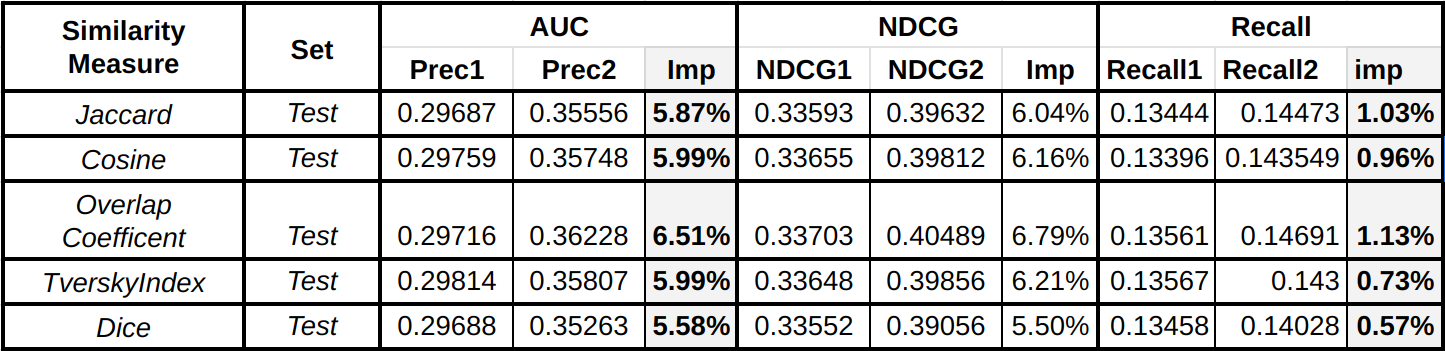 Similarity Measure Set AUC NDCG Recall
Prec1 Prec2 Imp NDCG1 NDCG2 Imp Recall1 Recall2 imp
Jaccard Test 0.29687 0.35556 5.87% 0.33593 0.39632 6.04% 0.13444 0.14473 1.03%
Cosine Test 0.29759 0.35748 5.99% 0.33655 0.39812 6.16% 0.13396 0.143549 0.96%
Overlap
Coefficent Test 0.29716 0.36228 6.51% 0.33703 0.40489 6.79% 0.13561 0.14691 1.13%
TverskyIndex Test 0.29814 0.35807 5.99% 0.33648 0.39856 6.21% 0.13567 0.143 0.73%
Dice Test 0.29688 0.35263 5.58% 0.33552 0.39056 5.50% 0.13458 0.14028 0.57%